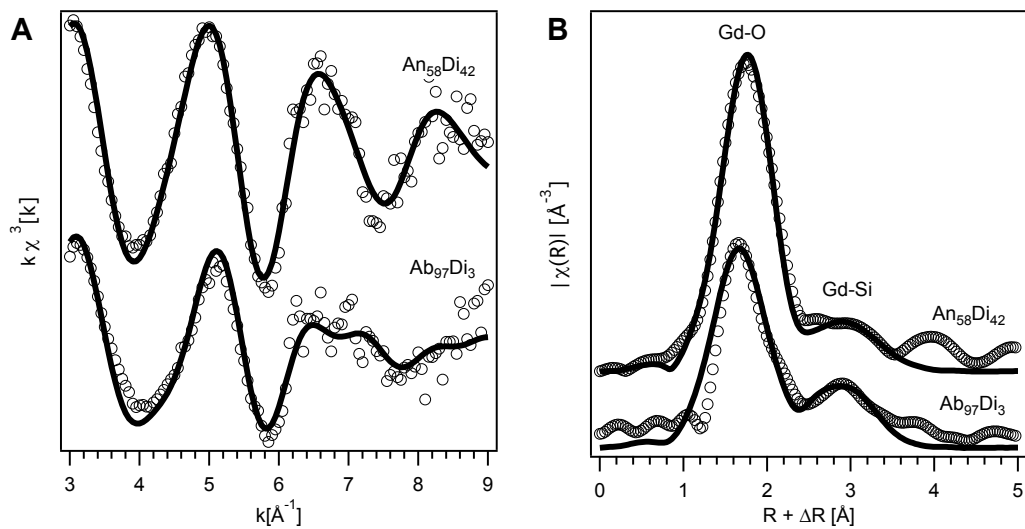 A
An58Di42
Ab97Di3
k χ 3 [k]
3 4 5 6 7 8 9
k[Å-1]
B
Gd-O
Gd-Si
An58Di42
Ab97Di3
| χ(R)| [Å-3]
0 1 2 3 4 5
R + ΔR [Å]